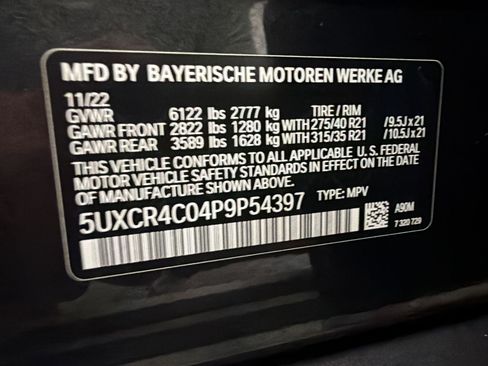 MFD BY BAYERISCHE MOTOREN WERKE AG
11/22
GVWR 6122 lbs 2777 kg TIRE / RIM
GAWR FRONT 2822 lbs 1280 kg WITH 275/40 R21 /9.5J x 21
GAWR REAR 3589 lbs 1628 kg WITH 315/35 R21 /10.5J x 21
THIS VEHICLE CONFORMS TO ALL APPLICABLE U. S. FEDERAL
MOTOR VEHICLE SAFETY STANDARDS IN EFFECT ON THE DATE
OF MANUFACTURE SHOWN ABOVE.
5UXCR4C04P9P54397 TYPE: MPV
A90M
7 320 729